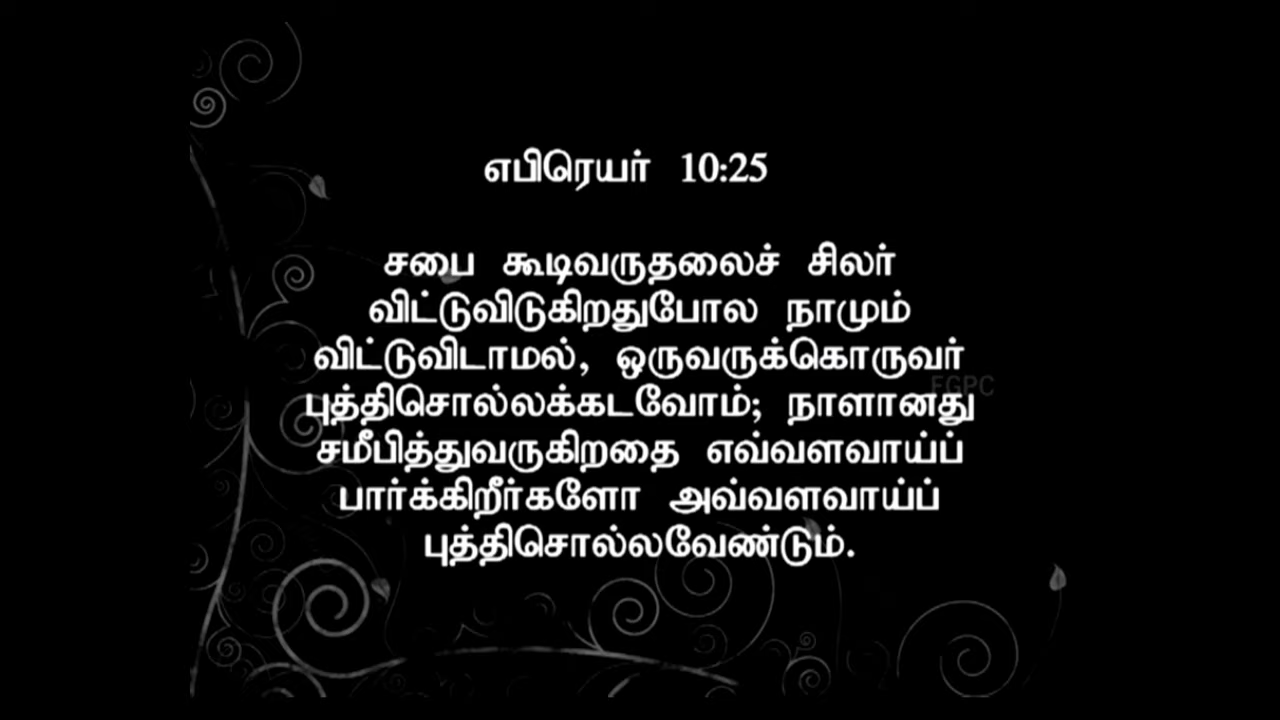 எபிரெயர் 10:25
சபை கூடிவருதலைச் சிலர்
விட்டுவிடுகிறதுபோல நாமும்
விட்டுவிடாமல், ஒருவருக்கொருவர்
FGPC
புத்திசொல்லக்கடவோம்; நாளானது
சமீபித்துவருகிறதை எவ்வளவாய்ப்
பார்க்கிறீர்களோ அவ்வளவாய்ப்
புத்திசொல்லவேண்டும்.